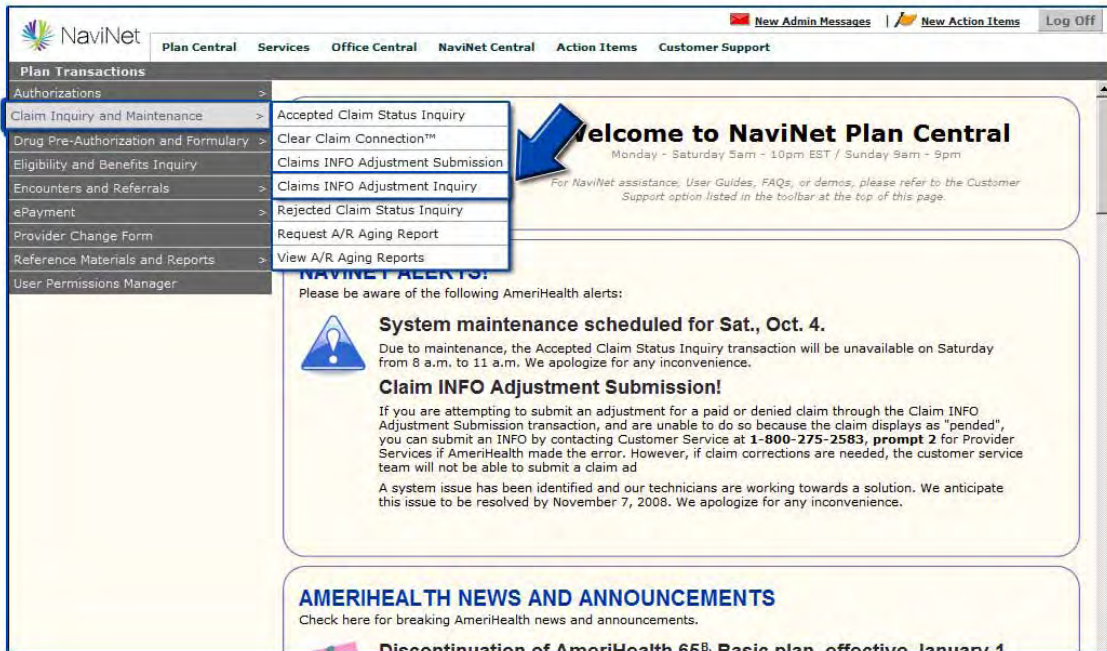 New Admin Messages | New Action Items Log Off
NaviNet
Plan Central Services Office Central NaviNet Central Action Items Customer Support
Plan Transactions
Authorizations >
Claim Inquiry and Maintenance >
Drug Pre-Authorization and Formulary >
Eligibility and Benefits Inquiry
Encounters and Referrals >
ePayment >
Provider Change Form
Reference Materials and Reports >
User Permissions Manager
Accepted Claim Status Inquiry
Clear Claim Connection™
Claims INFO Adjustment Submission
Claims INFO Adjustment Inquiry
Rejected Claim Status Inquiry
Request A/R Aging Report
View A/R Aging Reports
to NaviNet Plan Central
Monday - Saturday 5am - 10pm EST / Sunday 9am - 9pm
For NaviNet assistance, User Guides, FAQs, or demos, please refer to the Customer
Support option listed in the toolbar at the top of this page.
NAVINET ALERTS!
Please be aware of the following AmeriHealth alerts:
System maintenance scheduled for Sat., Oct. 4.
Due to maintenance, the Accepted Claim Status Inquiry transaction will be unavailable on Saturday
from 8 a.m. to 11 a.m. We apologize for any inconvenience.
Claim INFO Adjustment Submission!
If you are attempting to submit an adjustment for a paid or denied claim through the Claim INFO
Adjustment Submission transaction, and are unable to do so because the claim displays as "pended",
you can submit an INFO by contacting Customer Service at 1-800-275-2583, prompt 2 for Provider
Services if AmeriHealth made the error. However, if claim corrections are needed, the customer service
team will not be able to submit a claim ad
A system issue has been identified and our technicians are working towards a solution. We anticipate
this issue to be resolved by November 7, 2008. We apologize for any inconvenience.
AMERIHEALTH NEWS AND ANNOUNCEMENTS
Check here for breaking AmeriHealth news and announcements.
Discontinuation of AmeriHealth 65® Basic plan, effective January 1